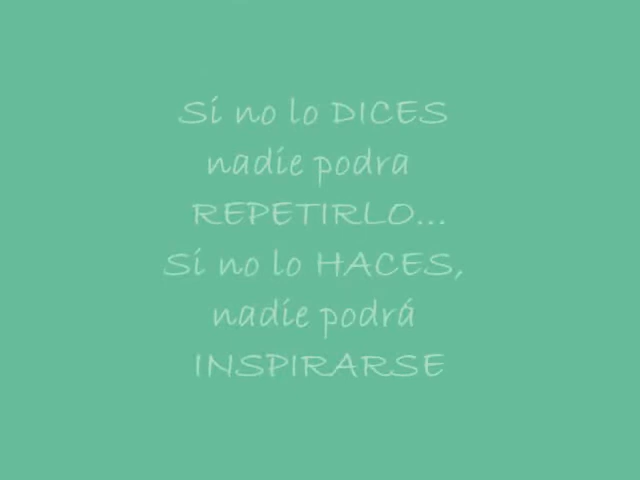 Si no lo DICES
nadie podra
REPETIRLO...
Si no lo HACES,
nadie podrá
INSPIRARSE